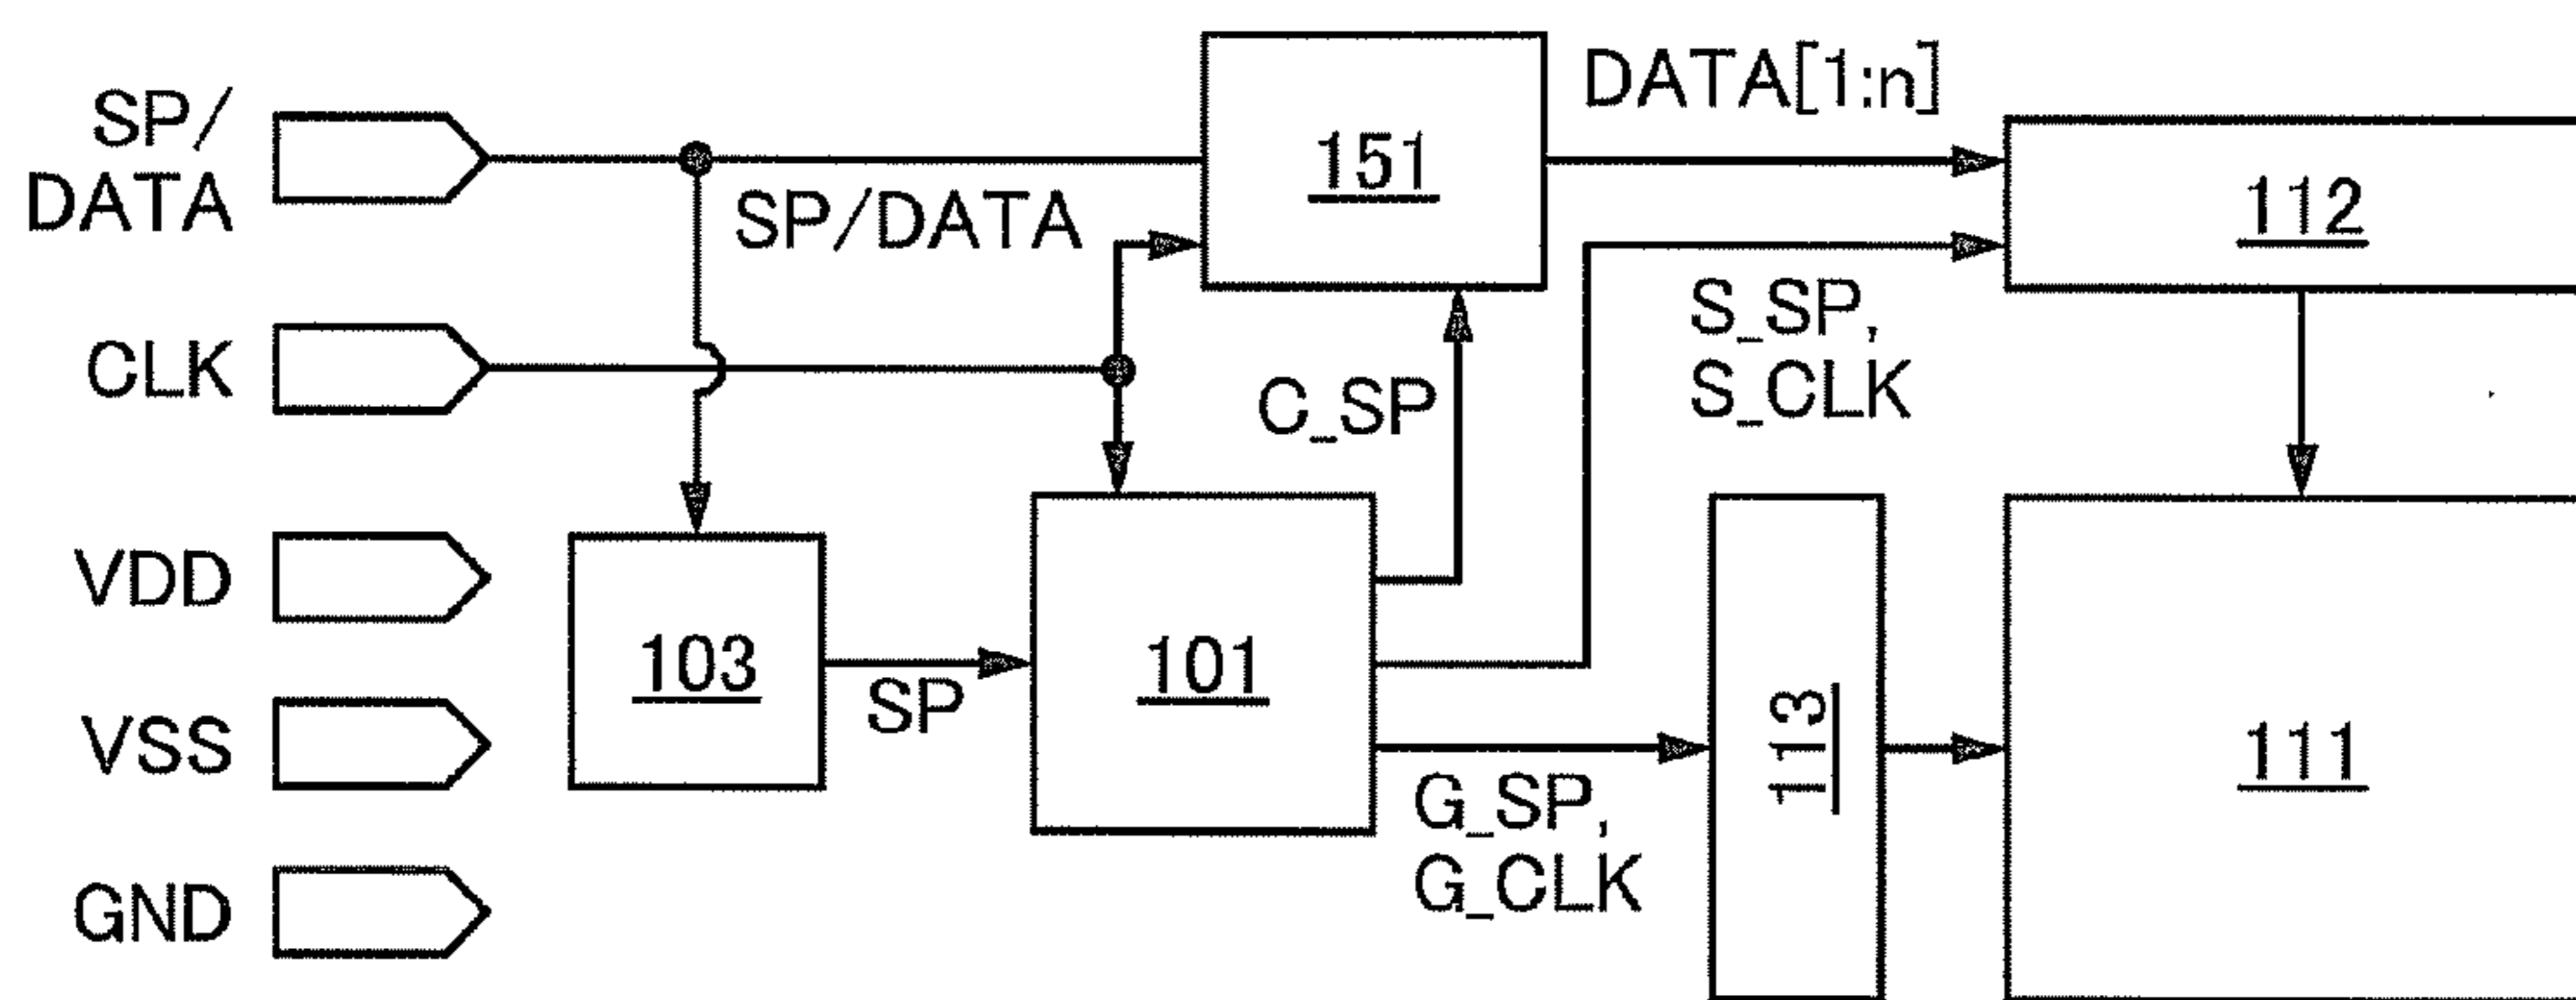 SP/
DATA
CLK
VDD
VSS
GND
SP/DATA
151
DATA[1:n]
112
C_SP
S_SP,
S_CLK
103
SP
101
G_SP,
G_CLK
113
111